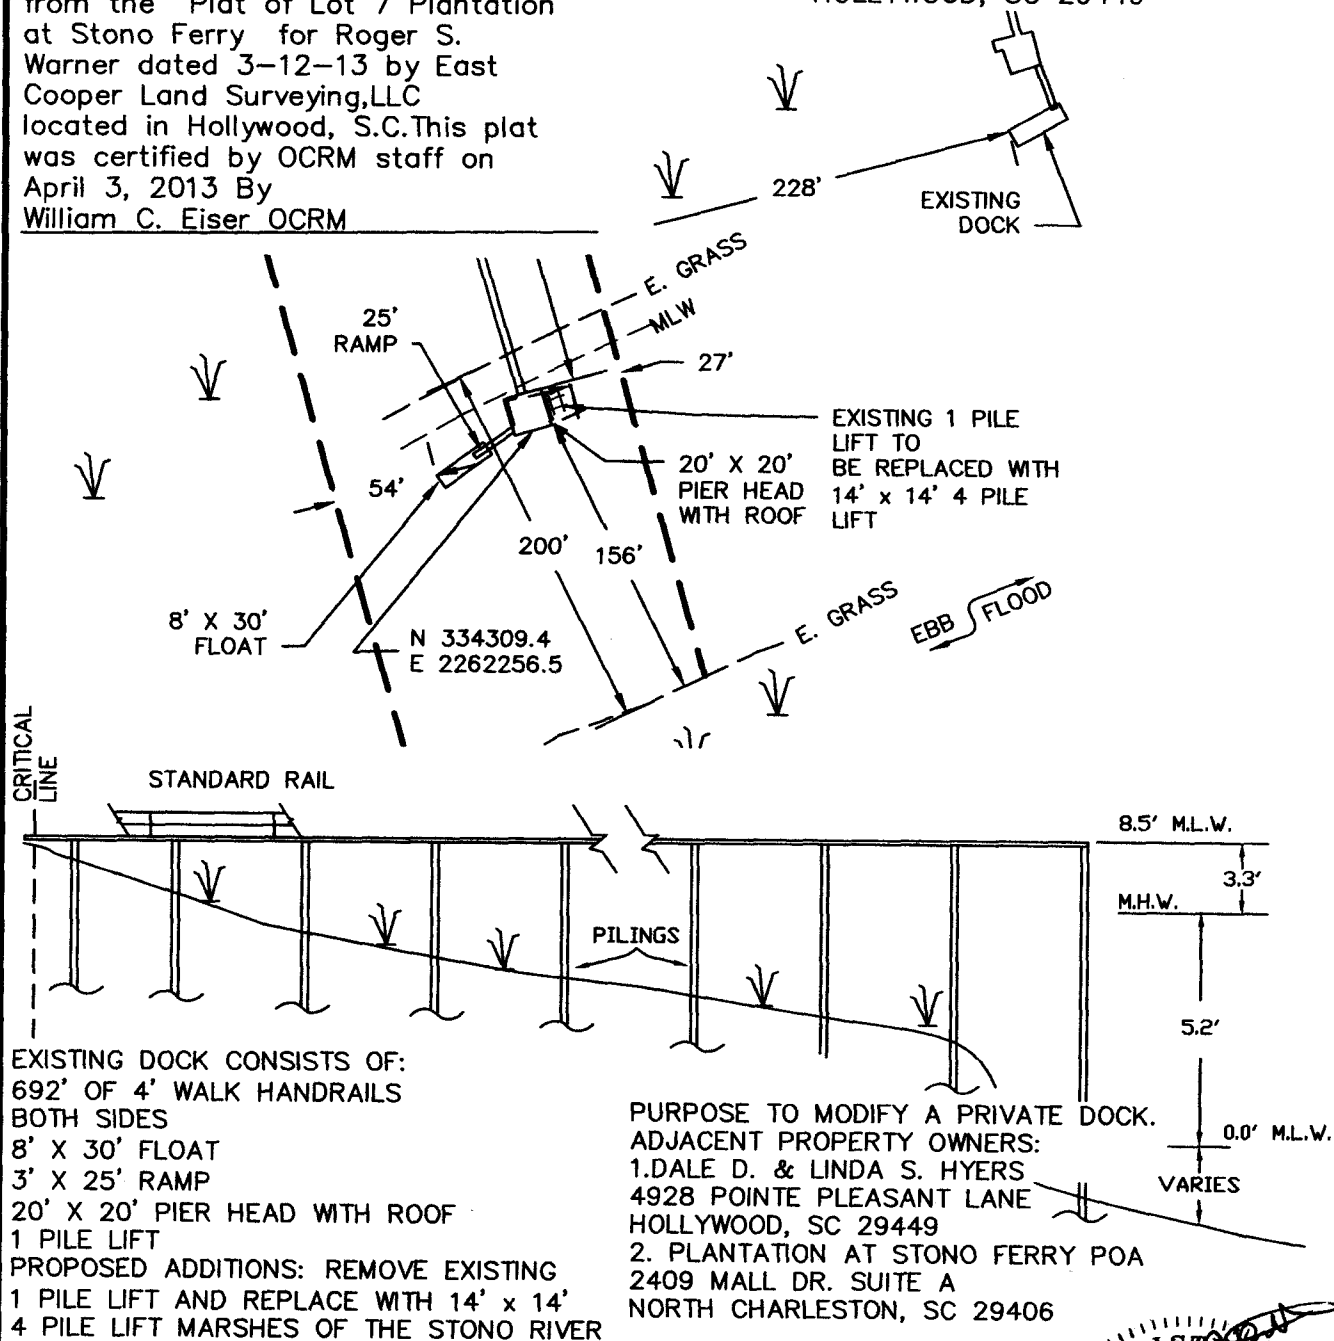 from the Plat of Lot 7 Plantation
at Stono Ferry for Roger S.
Warner dated 3-12-13 by East
Cooper Land Surveying,LLC
located in Hollywood, S.C.This plat
was certified by OCRM staff on
April 3, 2013 By
William C. Eiser OCRM
HOLLYWOOD, SC 29449
228'
EXISTING
DOCK
E. GRASS
MLW
25'
RAMP
27'
EXISTING 1 PILE
LIFT TO
BE REPLACED WITH
14' x 14' 4 PILE
LIFT
20' X 20'
PIER HEAD
WITH ROOF
54'
200'
156'
8' X 30'
FLOAT
N 334309.4
E 2262256.5
E. GRASS
EBB
FLOOD
CRITICAL
LINE
STANDARD RAIL
8.5' M.L.W.
3.3'
M.H.W.
PILINGS
5.2'
0.0' M.L.W.
VARIES
EXISTING DOCK CONSISTS OF:
692' OF 4' WALK HANDRAILS
BOTH SIDES
8' X 30' FLOAT
3' X 25' RAMP
20' X 20' PIER HEAD WITH ROOF
1 PILE LIFT
PROPOSED ADDITIONS: REMOVE EXISTING
1 PILE LIFT AND REPLACE WITH 14' x 14'
4 PILE LIFT MARSHES OF THE STONO RIVER
PURPOSE TO MODIFY A PRIVATE DOCK.
ADJACENT PROPERTY OWNERS:
1.DALE D. & LINDA S. HYERS
4928 POINTE PLEASANT LANE
HOLLYWOOD, SC 29449
2. PLANTATION AT STONO FERRY POA
2409 MALL DR. SUITE A
NORTH CHARLESTON, SC 29406